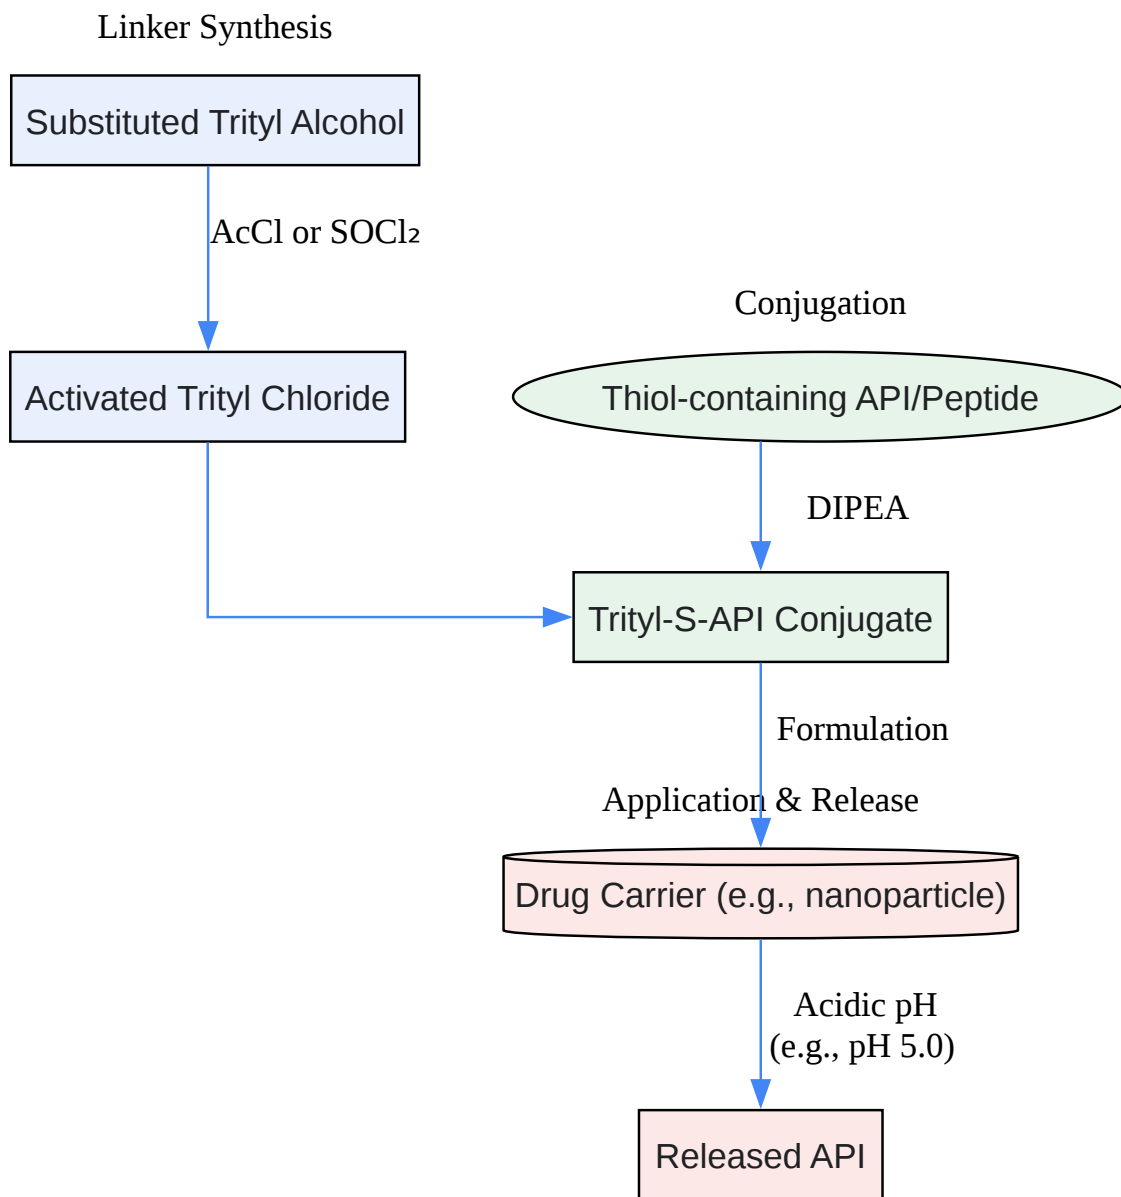 Linker Synthesis
Substituted Trityl Alcohol
AcCl or SOCl₂
Activated Trityl Chloride
Conjugation
Thiol-containing API/Peptide
DIPEA
Trityl-S-API Conjugate
Formulation
Application & Release
Drug Carrier (e.g., nanoparticle)
Acidic pH
(e.g., pH 5.0)
Released API